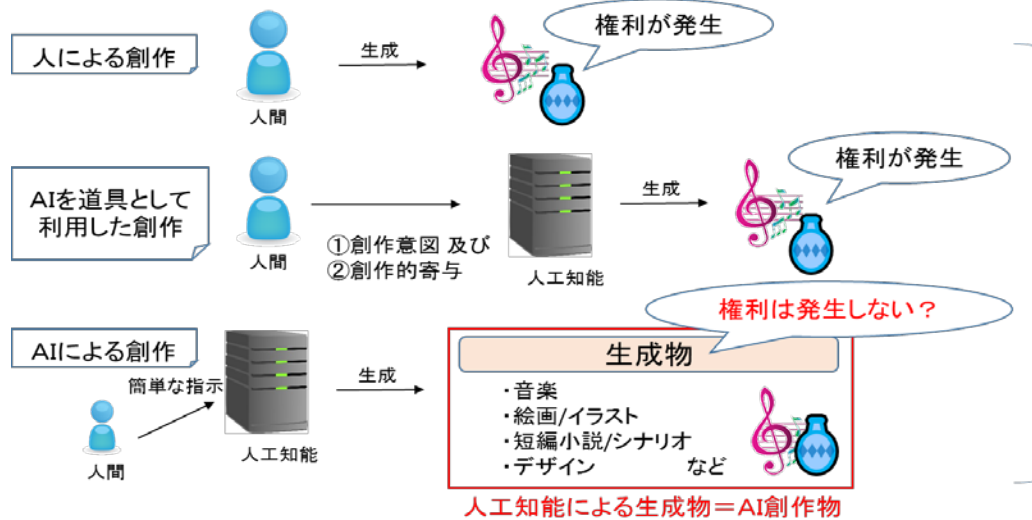 人による創作
人間
生成
権利が発生
AIを道具として
利用した創作
人間
①創作意図 及び
②創作的寄与
人工知能
生成
権利が発生
AIによる創作
簡単な指示
人間
人工知能
生成
権利は発生しない?
生成物
・音楽
・絵画/イラスト
・短編小説/シナリオ
・デザイン など
人工知能による生成物=AI創作物